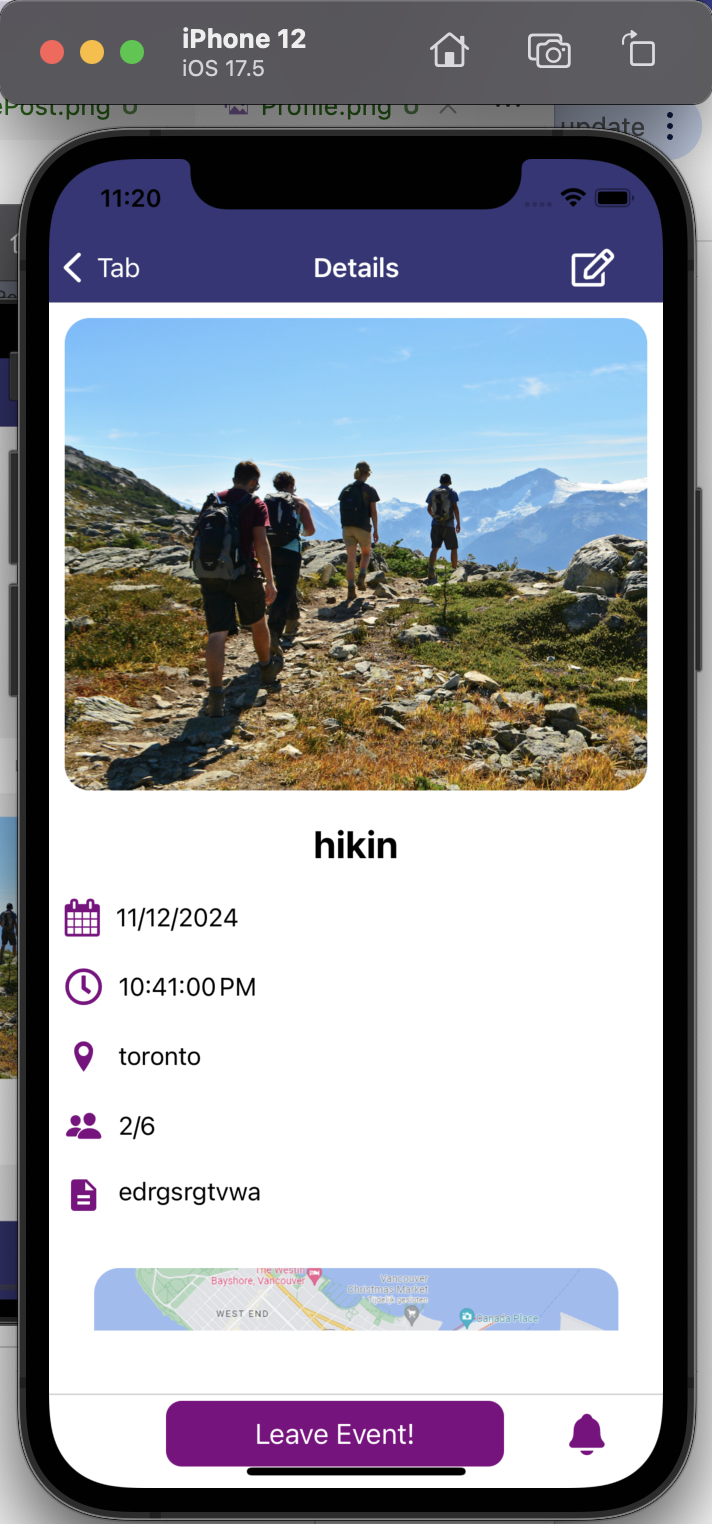 iPhone 12
iOS 17.5
ePost.png U
Profile.png U
update
11:20
Tab
Details
hikin
11/12/2024
10:41:00 PM
toronto
2/6
edrgsrgtvwa
The Westin
Bayshore, Vancouver
Vancouver
Christmas Market
Tijdelijk gesloten
WEST END
Canada Place
Leave Event!